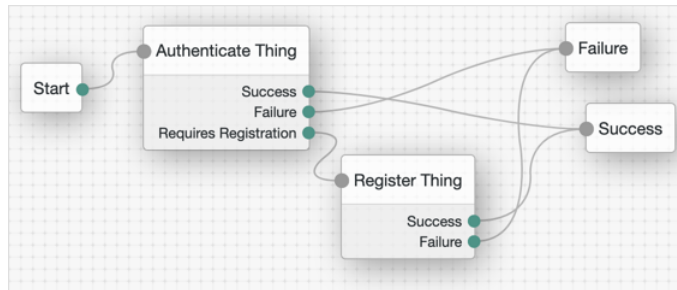 Start
Authenticate Thing
Success
Failure
Requires Registration
Register Thing
Success
Failure
Failure
Success